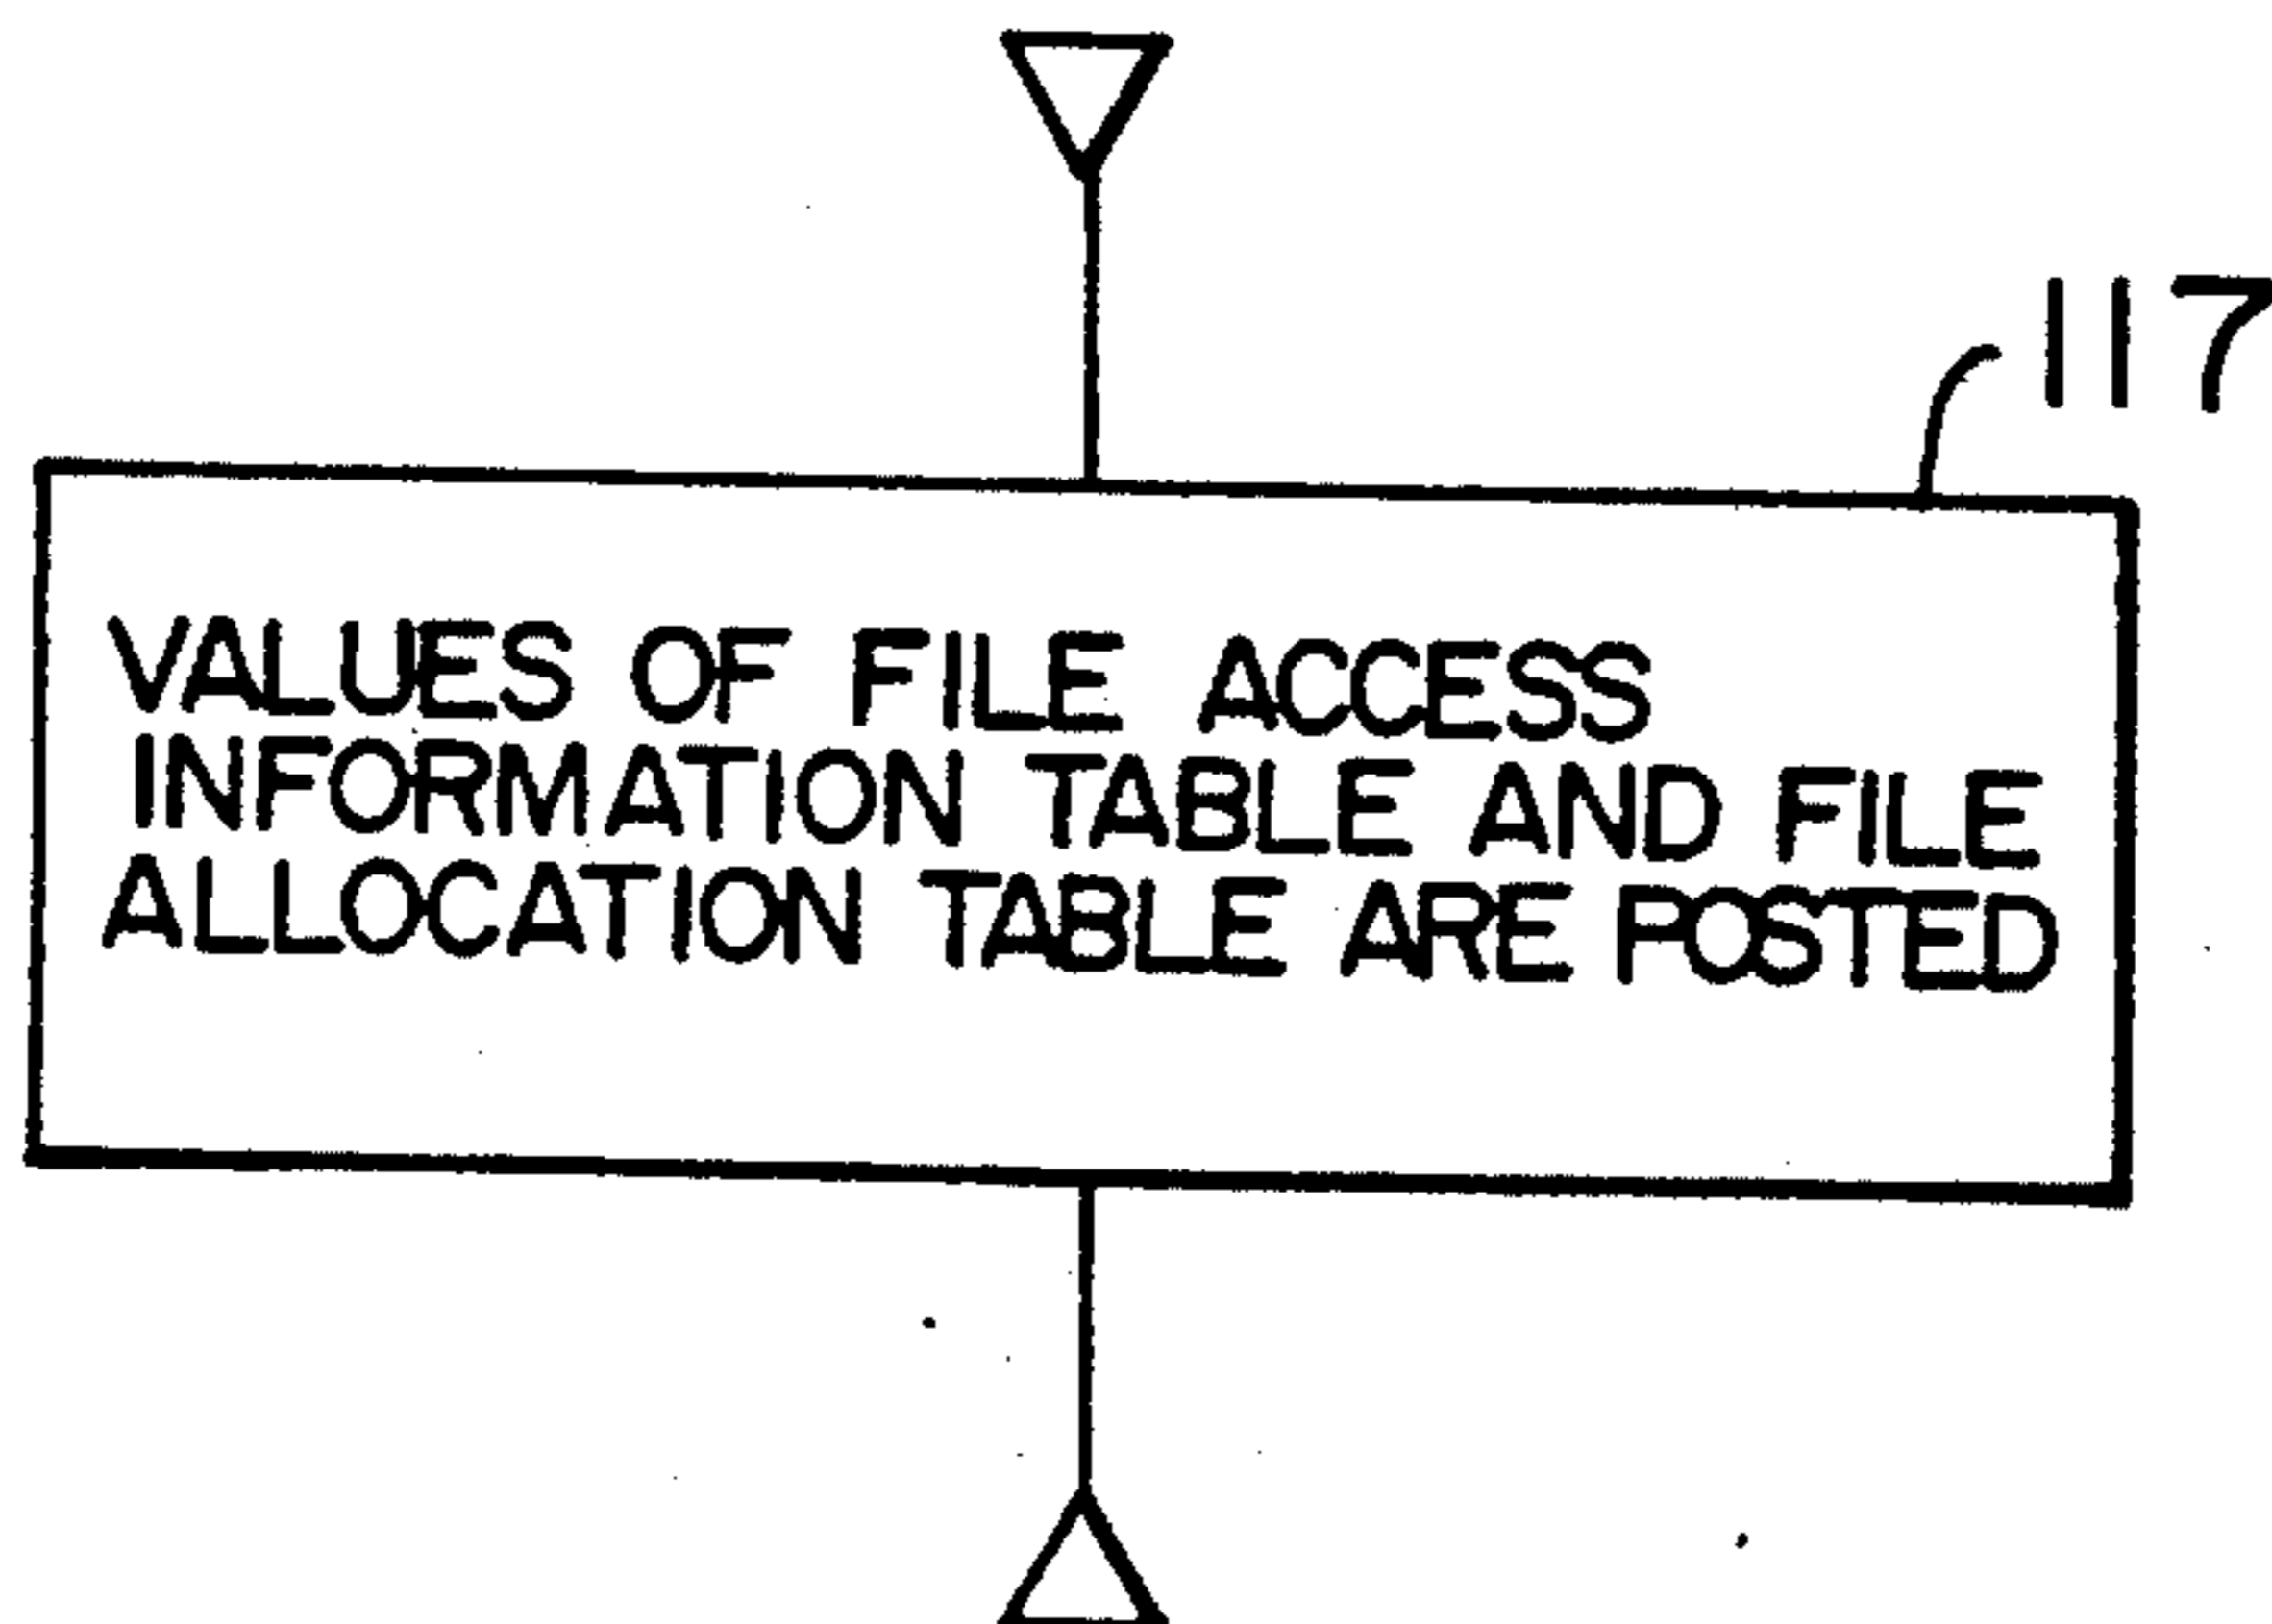 117
VALUES OF FILE ACCESS
INFORMATION TABLE AND FILE
ALLOCATION TABLE ARE POSTED